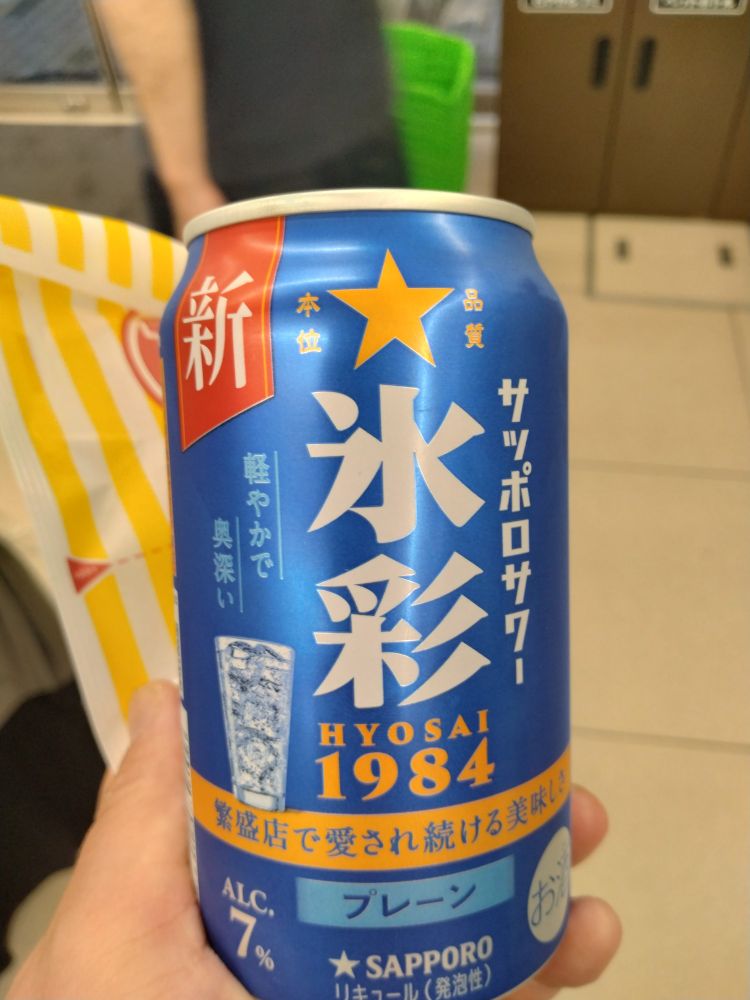 新
本位
品質
氷彩
サッポロサワー
軽やかで
奥深い
HYOSAI
1984
繁盛店で愛され続ける美味しさ
プレーン
ALC.
7%
お酒
SAPPORO
リキュール(発泡性)